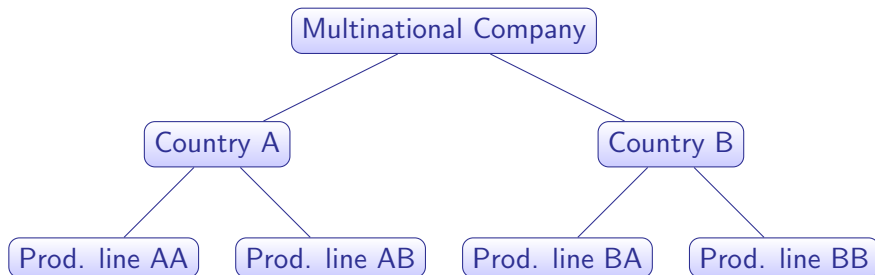 Multinational Company
Country A
Country B
Prod. line AA
Prod. line AB
Prod. line BA
Prod. line BB